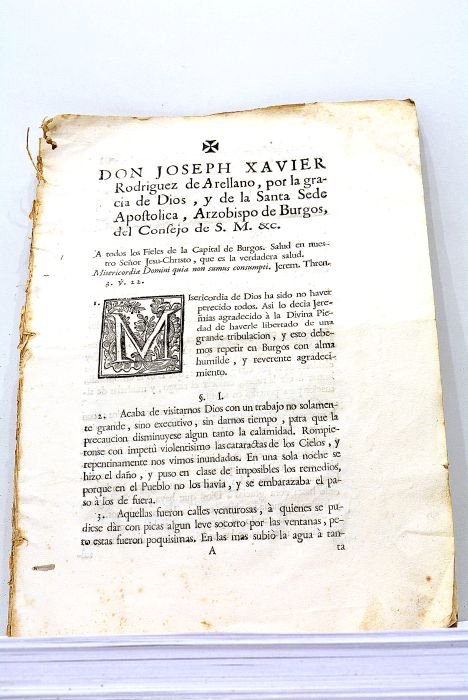 ✠
DON JOSEPH XAVIER
Rodriguez de Arellano, por la gra-
cia de Dios, y de la Santa Sede
Apostolica, Arzobispo de Burgos,
del Consejo de S. M. &c.
A todos los Fieles de la Capital de Burgos. Salud en nues-
tro Señor Jesu-Christo, que es la verdadera salud.
Misericordia Domini quia non sumus consumpti. Jerem. Thren.
3. ℣. 22.
1. MIsericordia de Dios ha sido no haver
perecido todos. Asi lo decia Jere-
mias agradecido à la Divina Pie-
dad de haverle libertado de una
grande tribulacion, y esto debe-
mos repetir en Burgos con alma
humilde, y reverente agradeci-
miento.
§. I.
2. Acaba de visitarnos Dios con un trabajo no solamen-
te grande, sino executivo, sin darnos tiempo, para que la
precaucion disminuyese algun tanto la calamidad. Rompie-
ronse con impetù violentisimo las cataractas de los Cielos, y
repentinamente nos vimos inundados. En una sola noche se
hizo el daño, y puso en clase de imposibles los remedios,
porque en el Pueblo no los havia, y se embarazaba el pa-
so à los de fuera.
3. Aquellas fueron calles venturosas, à quienes se pu-
diese dàr con picas algun leve socorro por las ventanas, pe-
ro estas fueron poquisimas. En las mas subiò la agua à tan-
A ta